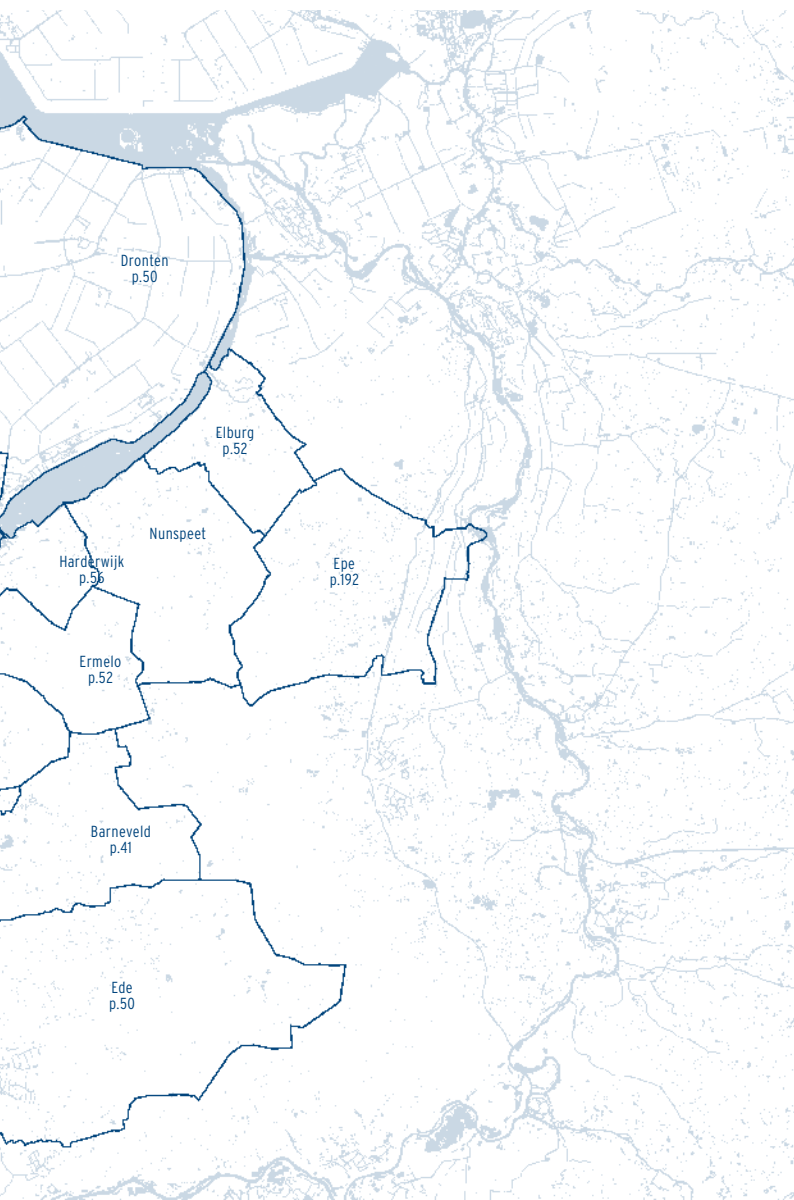 Dronten
p.50
Elburg
p.52
Nunspeet
Harderwijk
p.56
Epe
p.192
Ermelo
p.52
Barneveld
p.41
Ede
p.50